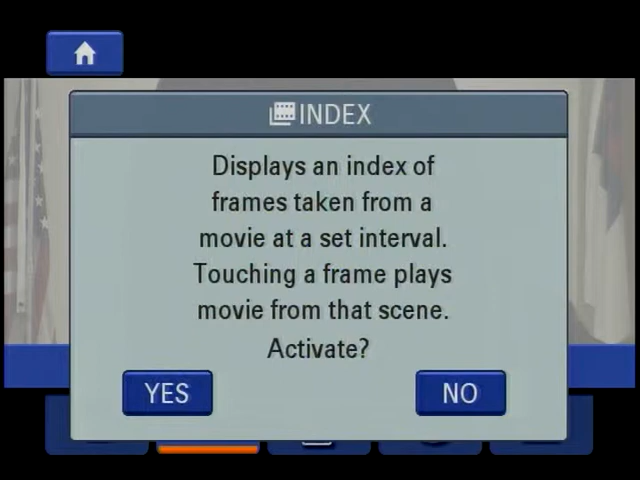 INDEX
Displays an index of
frames taken from a
movie at a set interval.
Touching a frame plays
movie from that scene.
Activate?
YES
NO